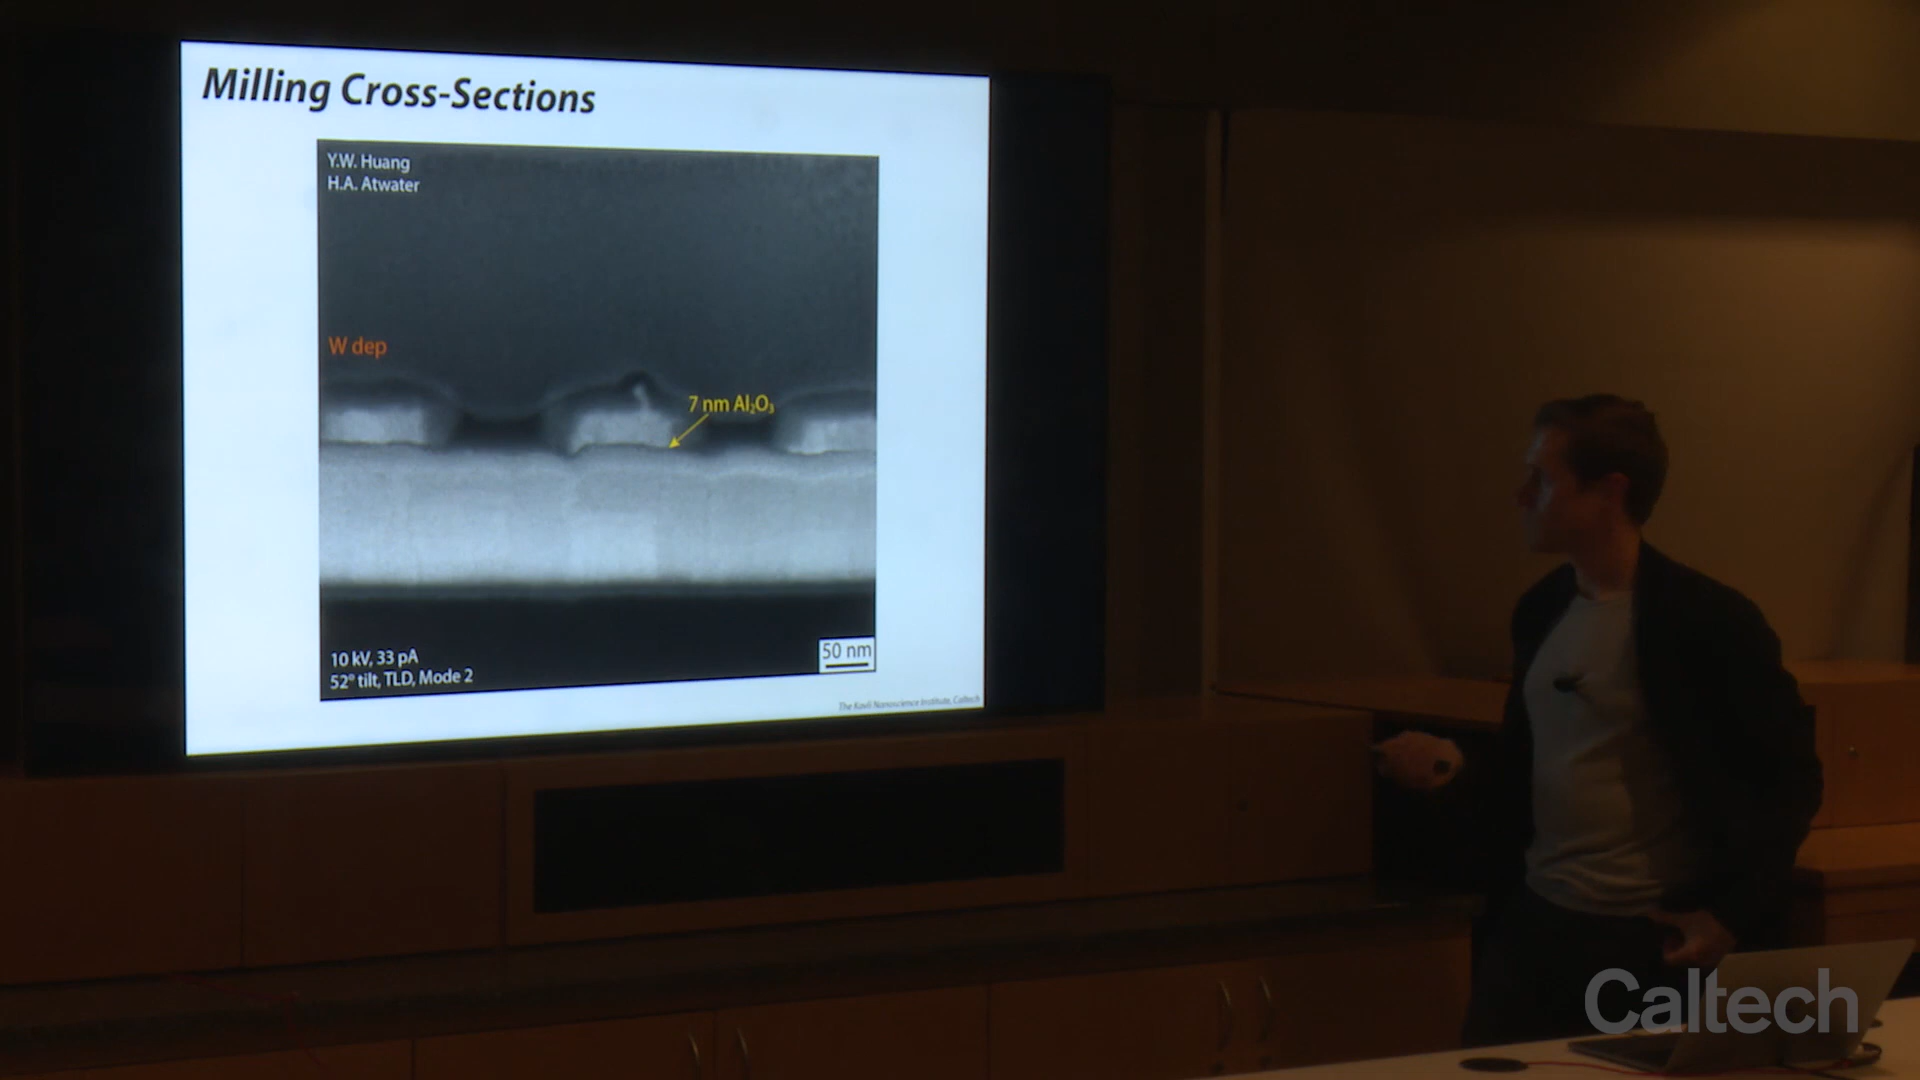 Milling Cross-Sections
Y.W. Huang
H.A. Atwater
W dep
7 nm Al₂O₃
10 kV, 33 pA
52° tilt, TLD, Mode 2
50 nm
The Kavli Nanoscience Institute, Caltech
Caltech